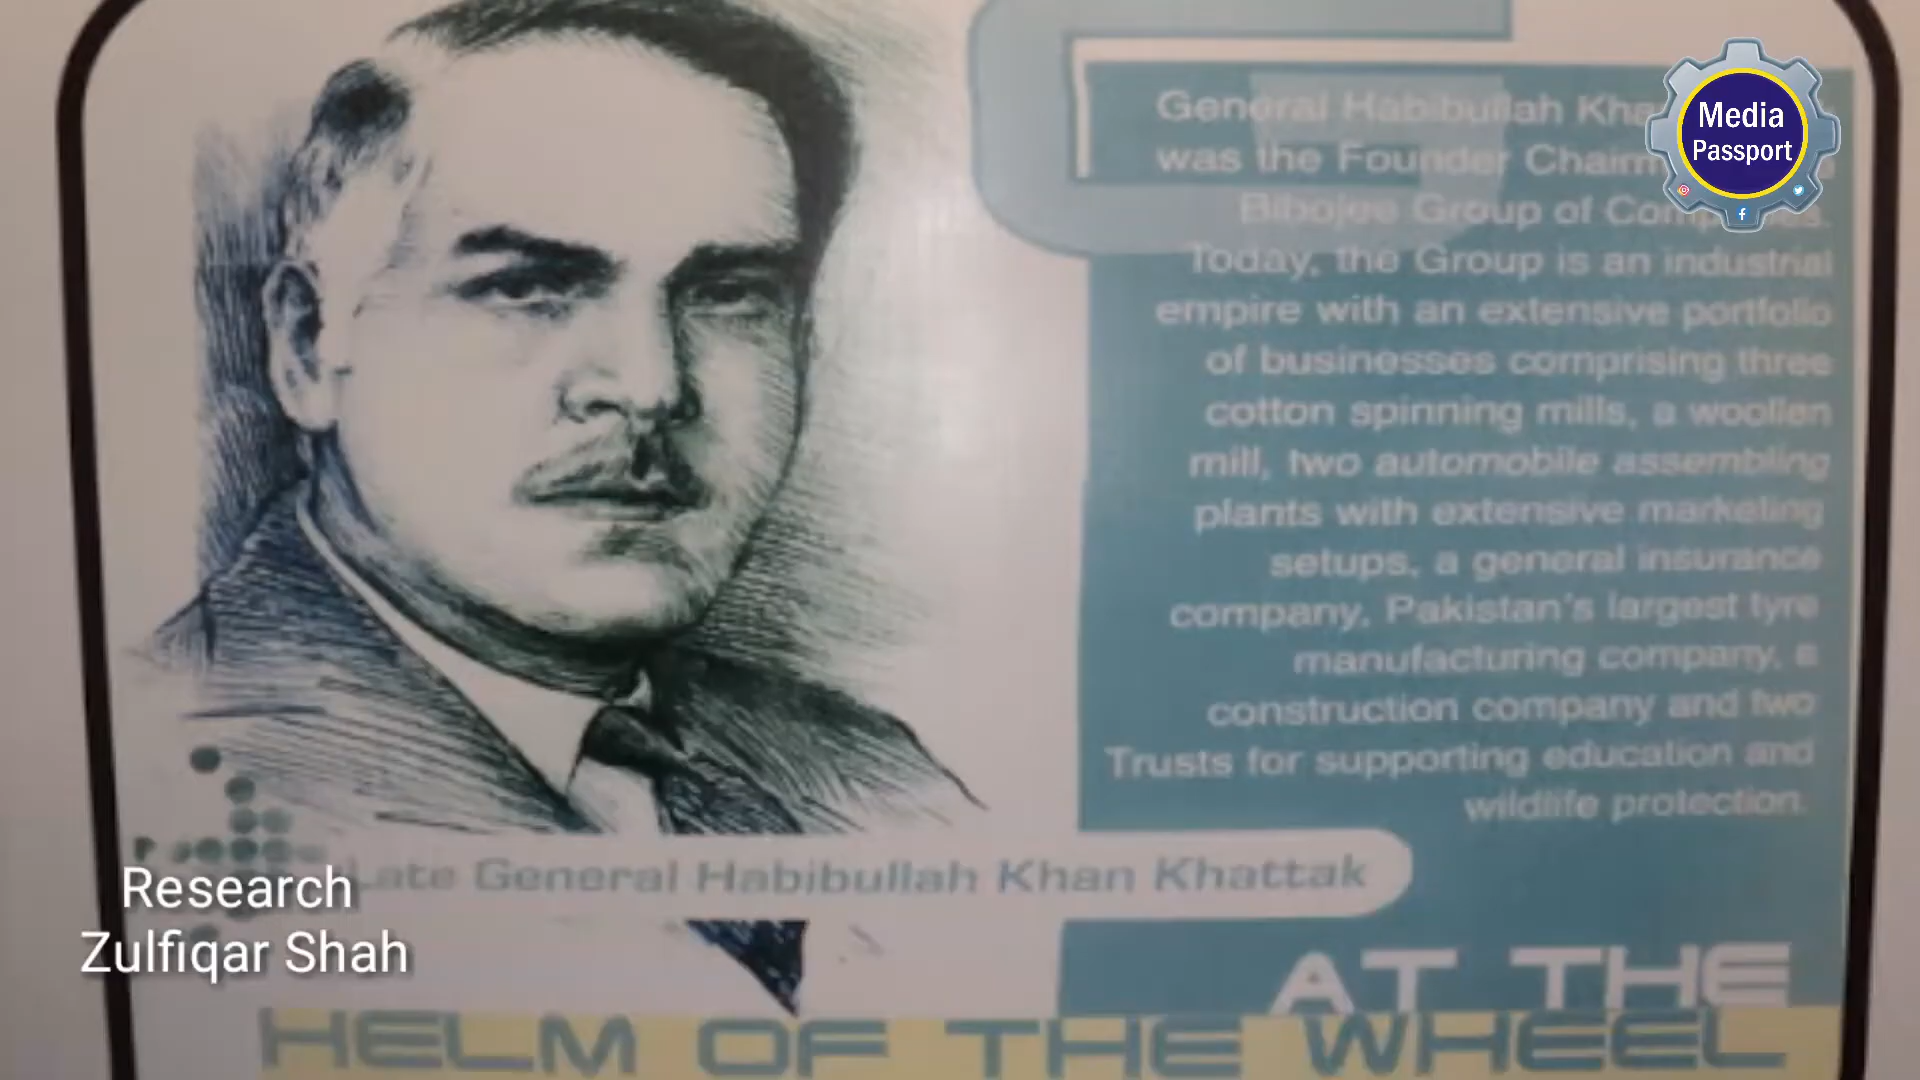 General Habibullah
was the Founder
Bibojee Group of
Today, the Group is an industrial
empire with an extensive portfolio
of businesses comprising three
cotton spinning mills, a woollen
mill, two automobile assembling
plants with extensive marketing
setups, a general insurance
company, Pakistan's largest tyre
manufacturing company, a
construction company and two
Trusts for supporting education and
wildlife protection.
Late General Habibullah Khan Khattak
AT THE
HELM OF THE WHEEL
Media
Passport
Research
Zulfiqar Shah